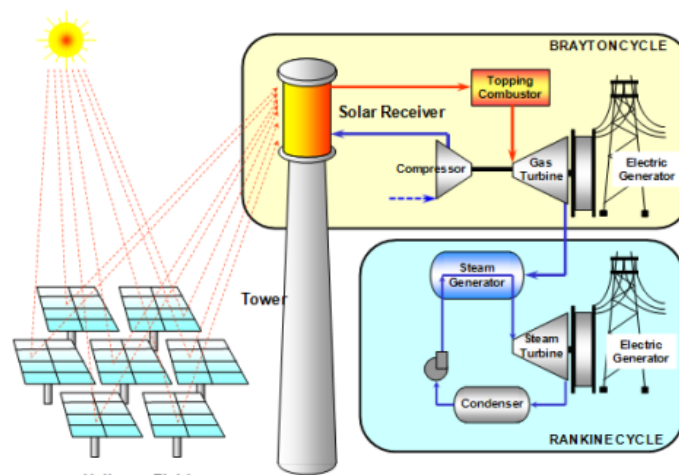 BRAYTONCYCLE
Topping
Combustor
Solar Receiver
Compressor
Gas
Turbine
Electric
Generator
Steam
Generator
Tower
Steam
Turbine
Electric
Generator
Condenser
RANKINECYCLE